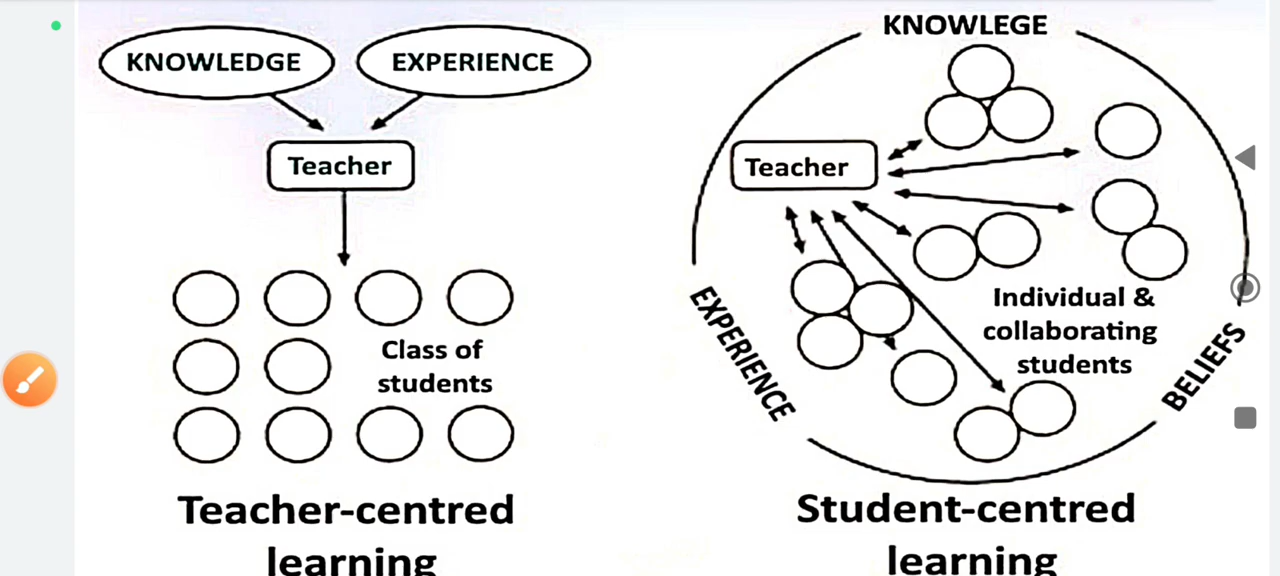 KNOWLEDGE
EXPERIENCE
Teacher
Class of
students
Teacher-centred
learning
KNOWLEGE
Teacher
Individual &
collaborating
students
EXPERIENCE
BELIEFS
Student-centred
learning